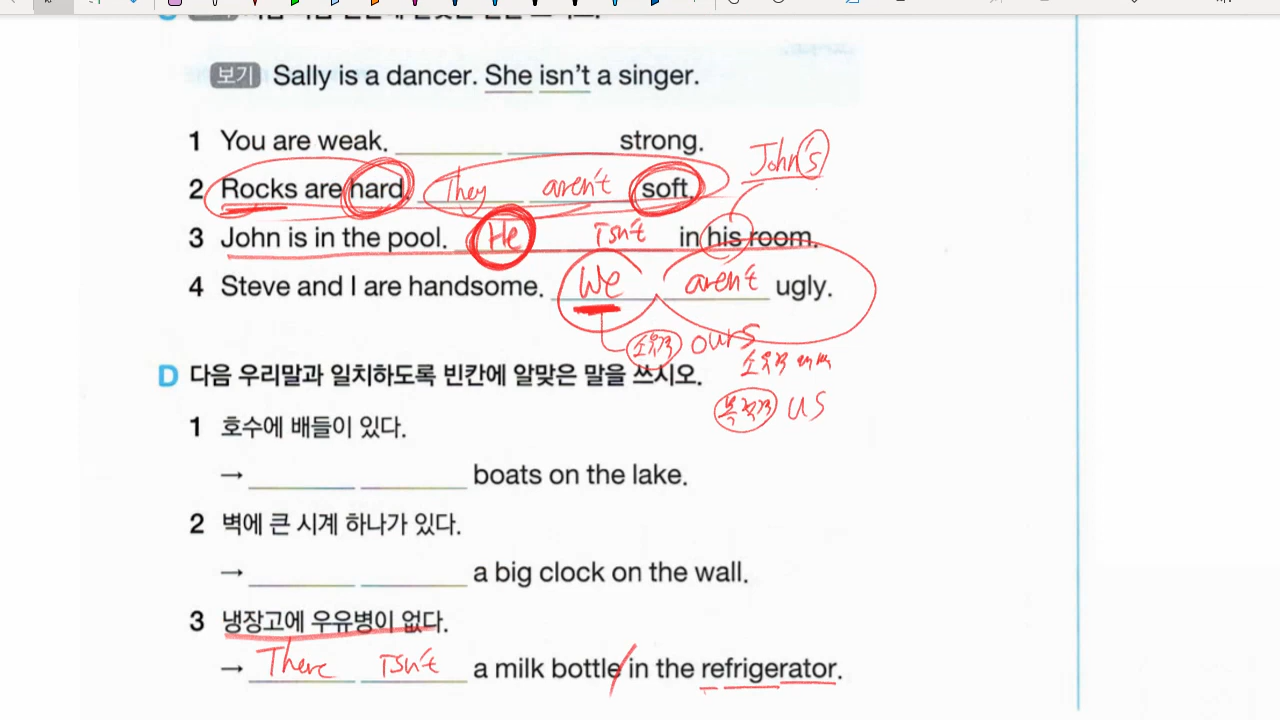 보기 Sally is a dancer. She isn't a singer.
John's
1 You are weak. strong.
2 Rocks are hard. They aren't soft.
3 John is in the pool. He isn't in his room.
4 Steve and I are handsome. We aren't ugly.
소유격 ours
소유격
목적격 us
D 다음 우리말과 일치하도록 빈칸에 알맞은 말을 쓰시오.
1 호수에 배들이 있다.
→ boats on the lake.
2 벽에 큰 시계 하나가 있다.
→ a big clock on the wall.
3 냉장고에 우유병이 없다.
→ There isn't a milk bottle / in the refrigerator.